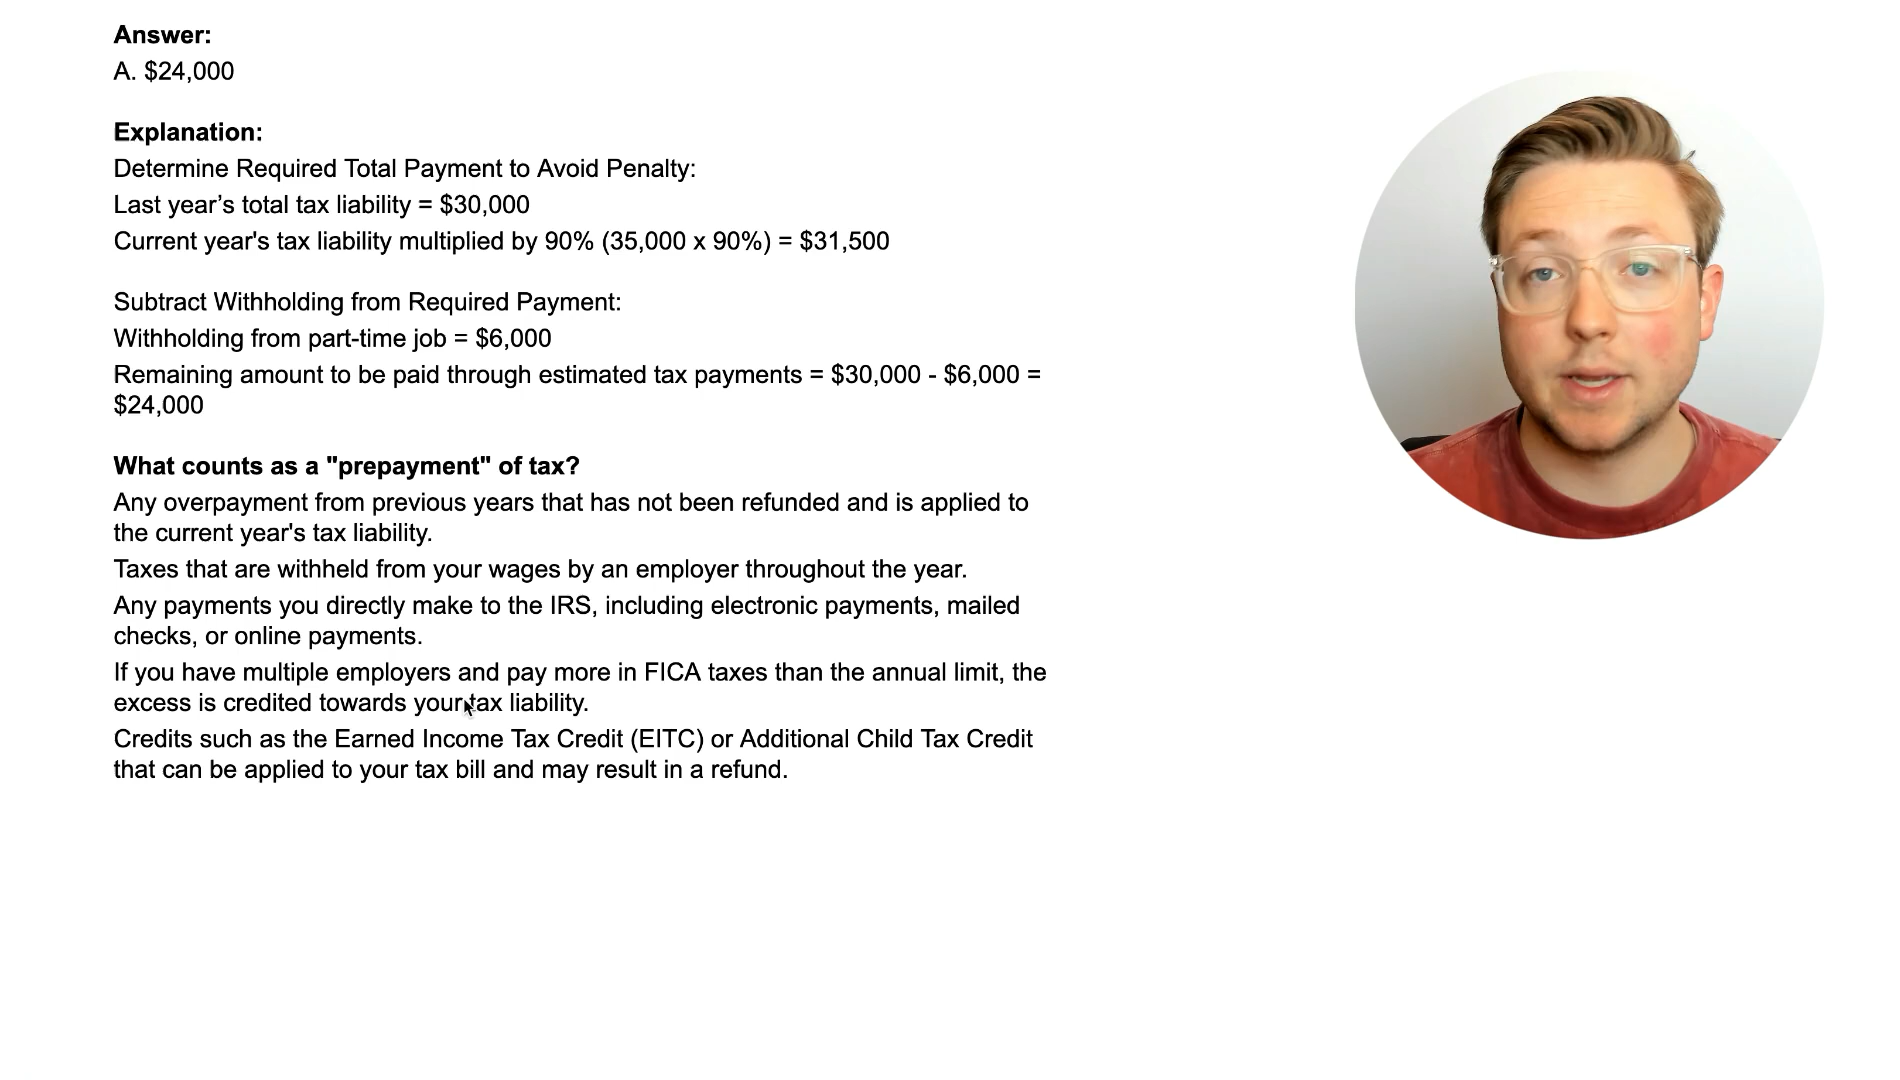 Answer:
A. $24,000
Explanation:
Determine Required Total Payment to Avoid Penalty:
Last year’s total tax liability = $30,000
Current year's tax liability multiplied by 90% (35,000 x 90%) = $31,500
Subtract Withholding from Required Payment:
Withholding from part-time job = $6,000
Remaining amount to be paid through estimated tax payments = $30,000 - $6,000 =
$24,000
What counts as a "prepayment" of tax?
Any overpayment from previous years that has not been refunded and is applied to
the current year's tax liability.
Taxes that are withheld from your wages by an employer throughout the year.
Any payments you directly make to the IRS, including electronic payments, mailed
checks, or online payments.
If you have multiple employers and pay more in FICA taxes than the annual limit, the
excess is credited towards your tax liability.
Credits such as the Earned Income Tax Credit (EITC) or Additional Child Tax Credit
that can be applied to your tax bill and may result in a refund.